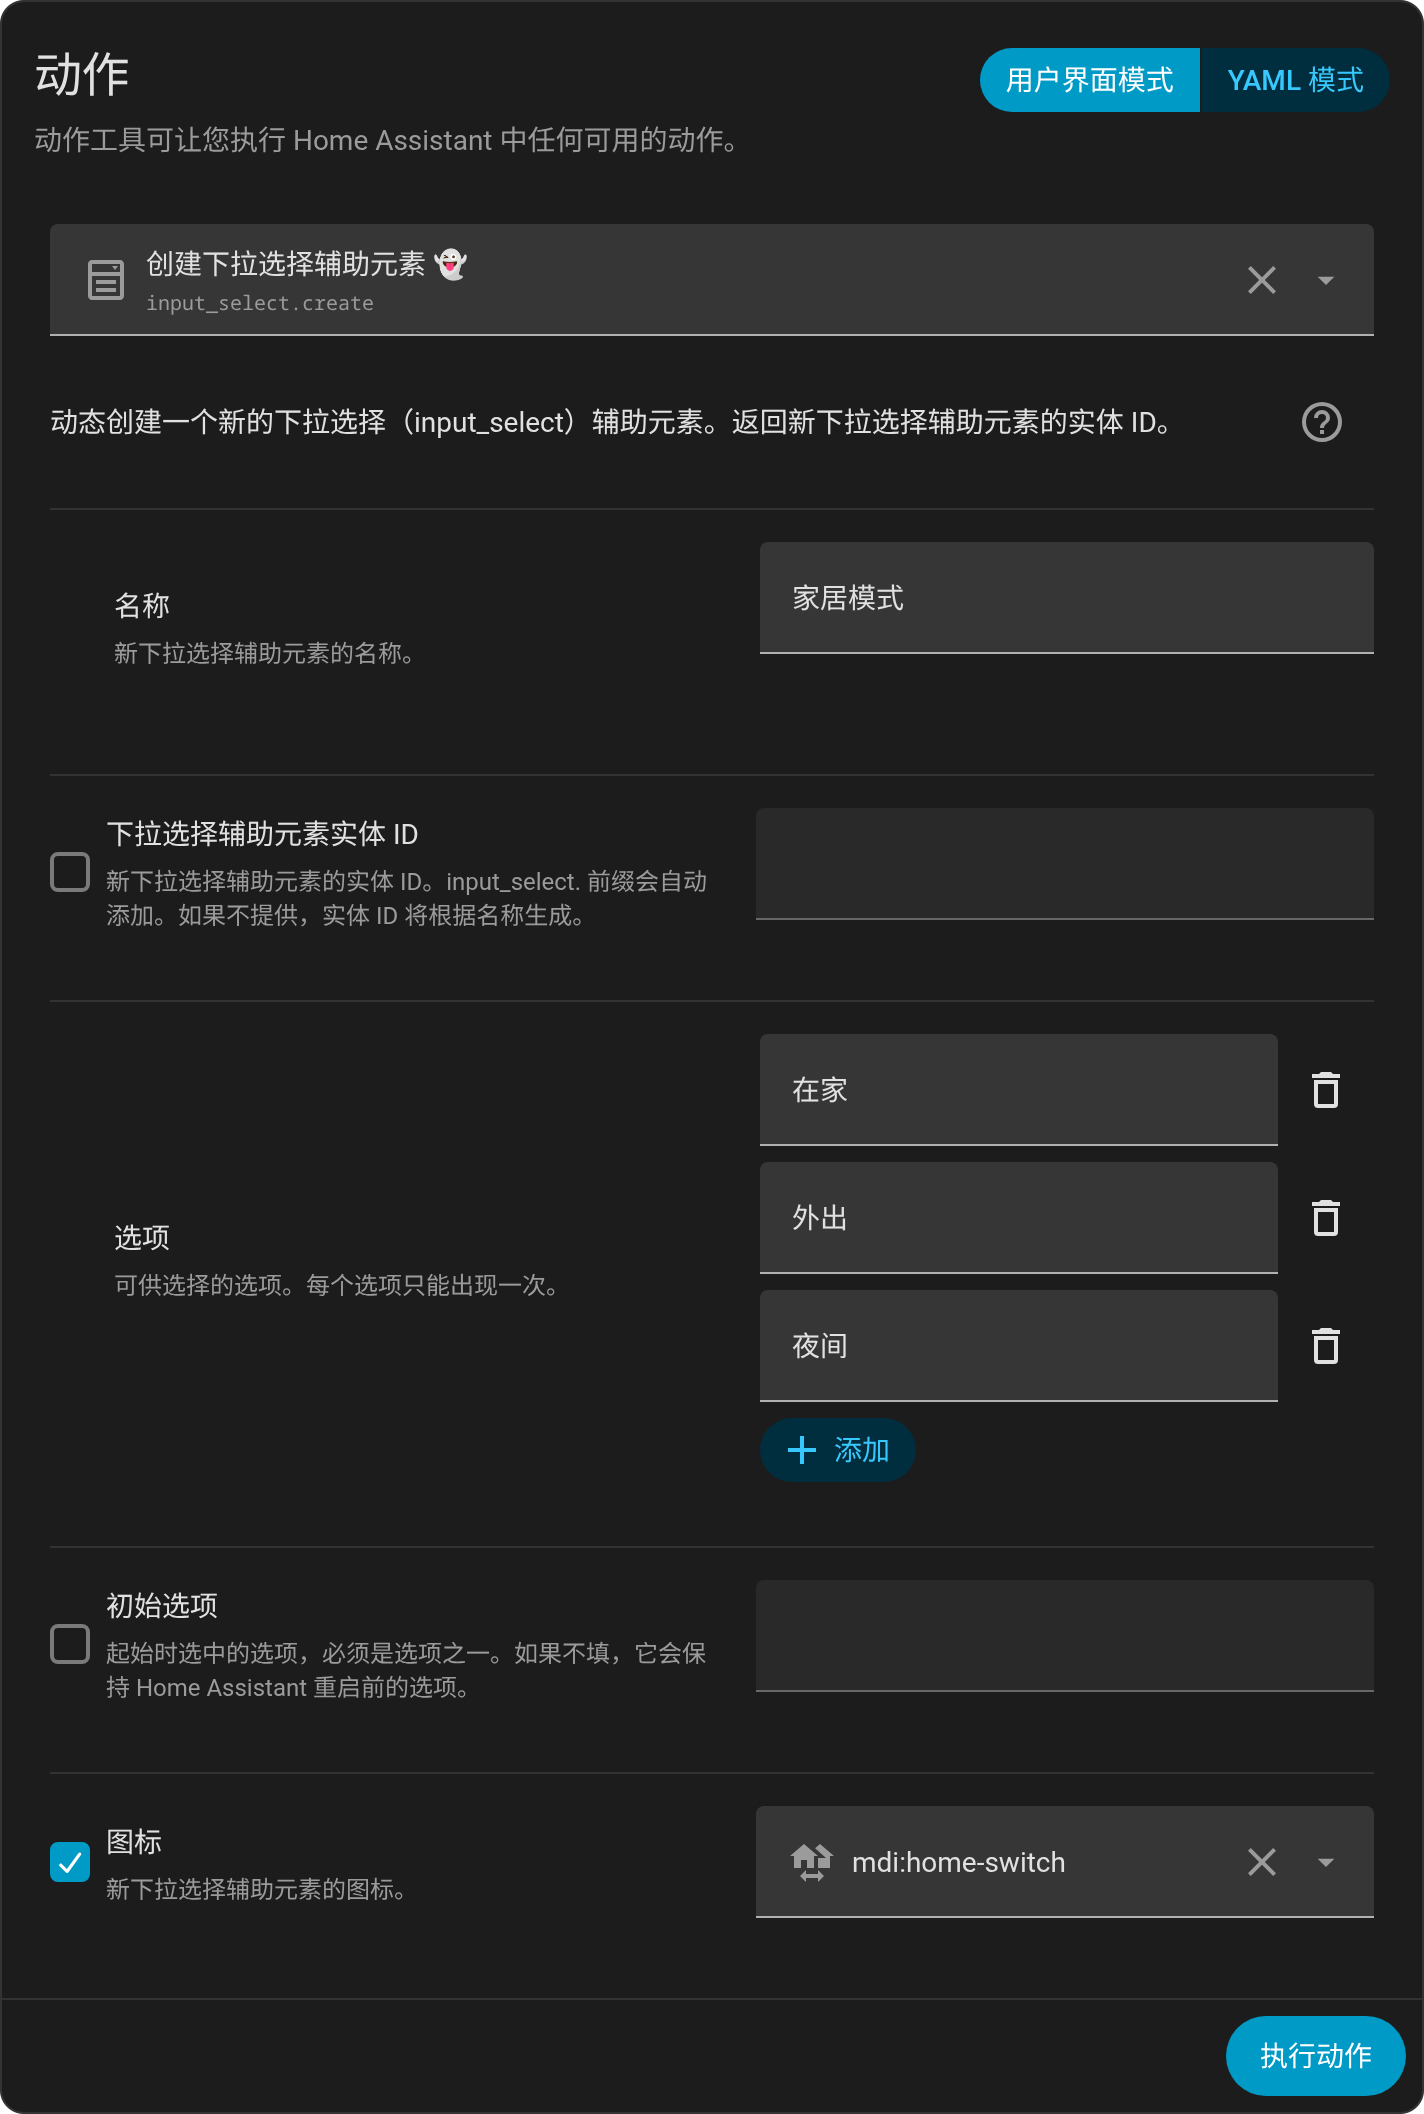 动作
用户界面模式
YAML 模式
动作工具可让您执行 Home Assistant 中任何可用的动作。
创建下拉选择辅助元素 👻
input_select.create
动态创建一个新的下拉选择（input_select）辅助元素。返回新下拉选择辅助元素的实体 ID。
名称
新下拉选择辅助元素的名称。
家居模式
下拉选择辅助元素实体 ID
新下拉选择辅助元素的实体 ID。input_select. 前缀会自动
添加。如果不提供，实体 ID 将根据名称生成。
选项
可供选择的选项。每个选项只能出现一次。
在家
外出
夜间
添加
初始选项
起始时选中的选项，必须是选项之一。如果不填，它会保
持 Home Assistant 重启前的选项。
图标
新下拉选择辅助元素的图标。
mdi:home-switch
执行动作